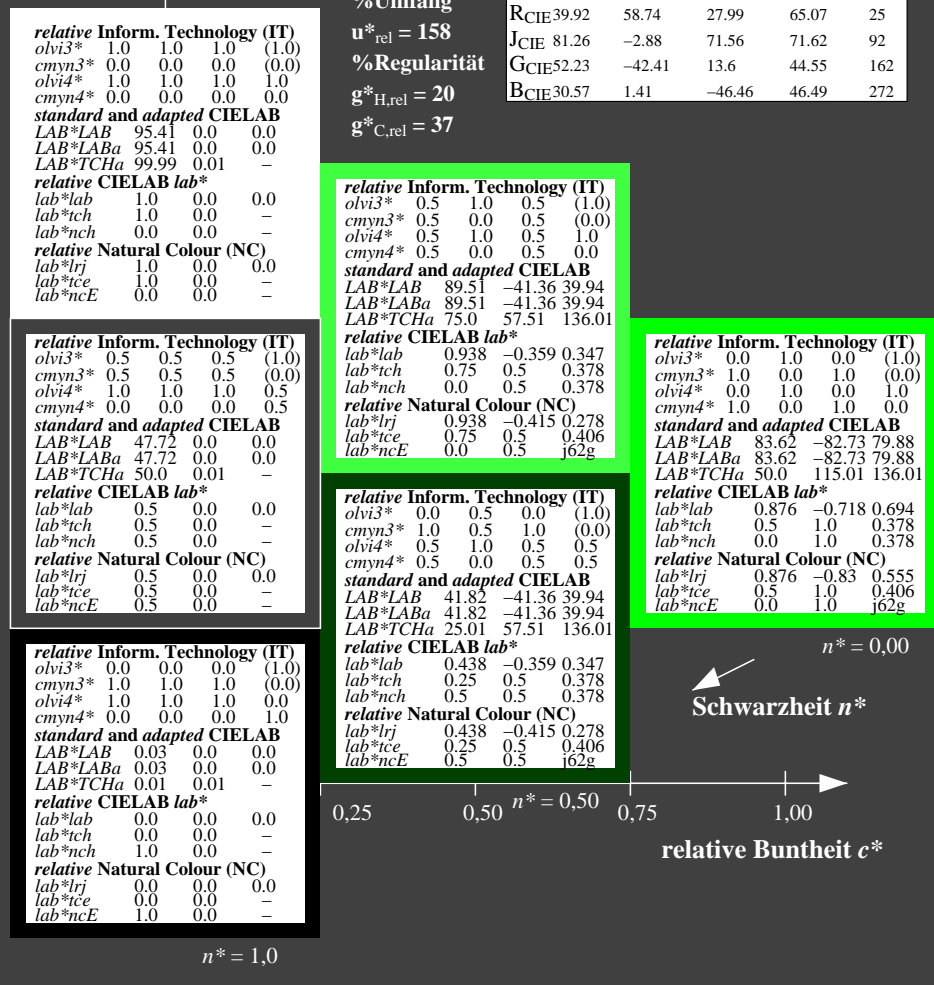 %Umfang
u*rel = 158
%Regularität
g*H,rel = 20
g*C,rel = 37
RCIE 39.92 58.74 27.99 65.07 25
JCIE 81.26 −2.88 71.56 71.62 92
GCIE 52.23 −42.41 13.6 44.55 162
BCIE 30.57 1.41 −46.46 46.49 272
relative Inform. Technology (IT)
olvi3* 1.0 1.0 1.0 (1.0)
cmyn3* 0.0 0.0 0.0 (0.0)
olvi4* 1.0 1.0 1.0 1.0
cmyn4* 0.0 0.0 0.0 0.0
standard and adapted CIELAB
LAB*LAB 95.41 0.0 0.0
LAB*LABa 95.41 0.0 0.0
LAB*TCHa 99.99 0.01 –
relative CIELAB lab*
lab*lab 1.0 0.0 0.0
lab*tch 1.0 0.0 –
lab*nch 0.0 0.0 –
relative Natural Colour (NC)
lab*lrj 1.0 0.0 0.0
lab*tce 1.0 0.0 –
lab*ncE 0.0 0.0 –
relative Inform. Technology (IT)
olvi3* 0.5 1.0 0.5 (1.0)
cmyn3* 0.5 0.0 0.5 (0.0)
olvi4* 0.5 1.0 0.5 1.0
cmyn4* 0.5 0.0 0.5 0.0
standard and adapted CIELAB
LAB*LAB 89.51 −41.36 39.94
LAB*LABa 89.51 −41.36 39.94
LAB*TCHa 75.0 57.51 136.01
relative CIELAB lab*
lab*lab 0.938 −0.359 0.347
lab*tch 0.75 0.5 0.378
lab*nch 0.0 0.5 0.378
relative Natural Colour (NC)
lab*lrj 0.938 −0.415 0.278
lab*tce 0.75 0.5 0.406
lab*ncE 0.0 0.5 j62g
relative Inform. Technology (IT)
olvi3* 0.5 0.5 0.5 (1.0)
cmyn3* 0.5 0.5 0.5 (0.0)
olvi4* 1.0 1.0 1.0 0.5
cmyn4* 0.0 0.0 0.0 0.5
standard and adapted CIELAB
LAB*LAB 47.72 0.0 0.0
LAB*LABa 47.72 0.0 0.0
LAB*TCHa 50.0 0.01 –
relative CIELAB lab*
lab*lab 0.5 0.0 0.0
lab*tch 0.5 0.0 –
lab*nch 0.5 0.0 –
relative Natural Colour (NC)
lab*lrj 0.5 0.0 0.0
lab*tce 0.5 0.0 –
lab*ncE 0.5 0.0 –
relative Inform. Technology (IT)
olvi3* 0.0 1.0 0.0 (1.0)
cmyn3* 1.0 0.0 1.0 (0.0)
olvi4* 0.0 1.0 0.0 1.0
cmyn4* 1.0 0.0 1.0 0.0
standard and adapted CIELAB
LAB*LAB 83.62 −82.73 79.88
LAB*LABa 83.62 −82.73 79.88
LAB*TCHa 50.0 115.01 136.01
relative CIELAB lab*
lab*lab 0.876 −0.718 0.694
lab*tch 0.5 1.0 0.378
lab*nch 0.0 1.0 0.378
relative Natural Colour (NC)
lab*lrj 0.876 −0.83 0.555
lab*tce 0.5 1.0 0.406
lab*ncE 0.0 1.0 j62g
relative Inform. Technology (IT)
olvi3* 0.0 0.5 0.0 (1.0)
cmyn3* 1.0 0.5 1.0 (0.0)
olvi4* 0.5 1.0 0.5 0.5
cmyn4* 0.5 0.0 0.5 0.5
standard and adapted CIELAB
LAB*LAB 41.82 −41.36 39.94
LAB*LABa 41.82 −41.36 39.94
LAB*TCHa 25.01 57.51 136.01
relative CIELAB lab*
lab*lab 0.438 −0.359 0.347
lab*tch 0.25 0.5 0.378
lab*nch 0.5 0.5 0.378
relative Natural Colour (NC)
lab*lrj 0.438 −0.415 0.278
lab*tce 0.25 0.5 0.406
lab*ncE 0.5 0.5 j62g
n* = 0,00
Schwarzheit n*
relative Inform. Technology (IT)
olvi3* 0.0 0.0 0.0 (1.0)
cmyn3* 1.0 1.0 1.0 (0.0)
olvi4* 1.0 1.0 1.0 0.0
cmyn4* 0.0 0.0 0.0 1.0
standard and adapted CIELAB
LAB*LAB 0.03 0.0 0.0
LAB*LABa 0.03 0.0 0.0
LAB*TCHa 0.01 0.01 –
relative CIELAB lab*
lab*lab 0.0 0.0 0.0
lab*tch 0.0 0.0 –
lab*nch 1.0 0.0 –
relative Natural Colour (NC)
lab*lrj 0.0 0.0 0.0
lab*tce 0.0 0.0 –
lab*ncE 1.0 0.0 –
n* = 0,50
0,25 0,50 0,75 1,00
relative Buntheit c*
n* = 1,0